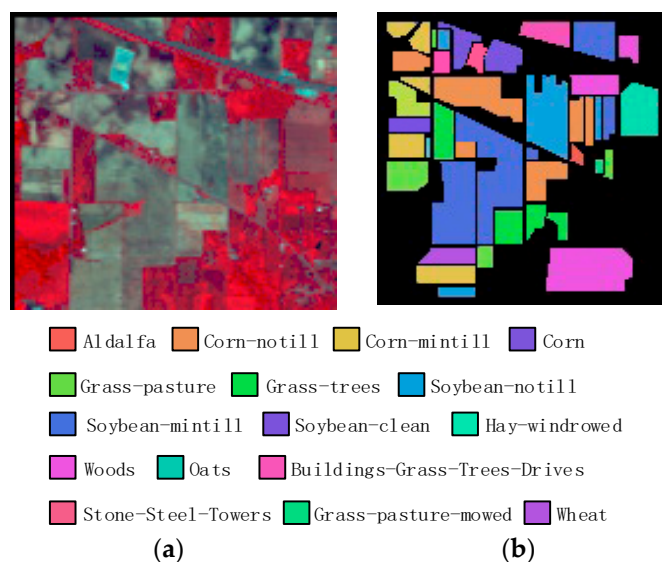 Aldalfa Corn-notill Corn-mintill Corn
Grass-pasture Grass-trees Soybean-notill
Soybean-mintill Soybean-clean Hay-windrowed
Woods Oats Buildings-Grass-Trees-Drives
Stone-Steel-Towers Grass-pasture-mowed Wheat
(a) (b)